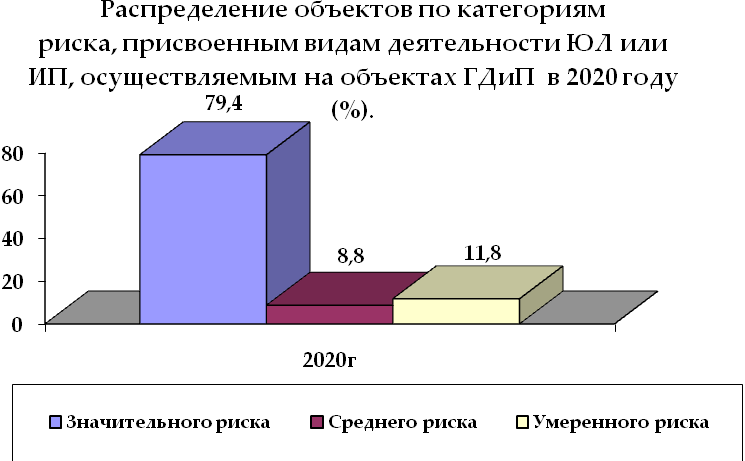 Распределение объектов по категориям
риска, присвоенным видам деятельности ЮЛ или
ИП, осуществляемым на объектах ГДиП в 2020 году
(%).
79,4
8,8
11,8
80
60
40
20
0
2020г
Значительного риска
Среднего риска
Умеренного риска